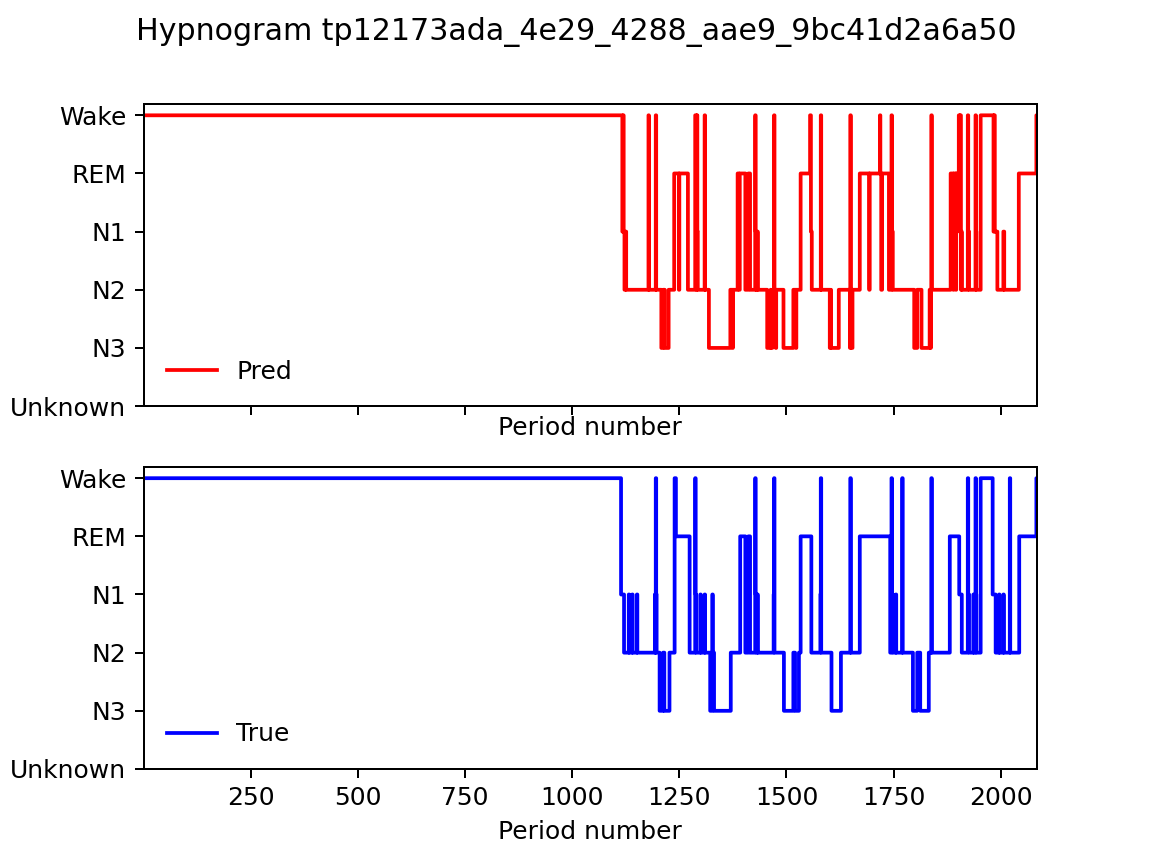 Hypnogram tp12173ada_4e29_4288_aae9_9bc41d2a6a50
Wake
REM
N1
N2
N3
Unknown
Pred
Period number
Wake
REM
N1
N2
N3
Unknown
True
250 500 750 1000 1250 1500 1750 2000
Period number